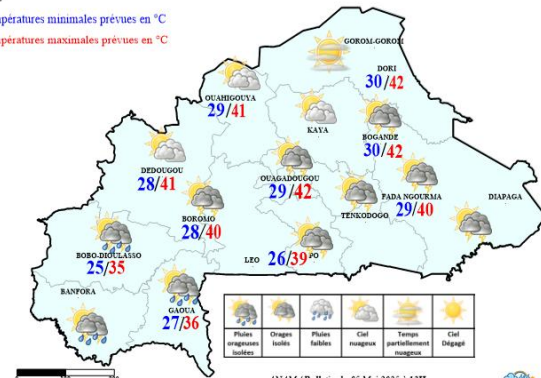 pératures minimales prévues en °C
GOROM-GOROM
pératures maximales prévues en °C
DORI
30/42
OUAHIGOUYA
29/41
KAYA
BOGANDE
30/42
DEDOUGOU
28/41
OUAGADOUGOU
29/42
FADA NGOURMA
29/40
DIAPAGA
BOROMO
28/40
TENKODOGO
BOBO-DIOULASSO
25/35
LEO
26/39
PO
BANFORA
GAOUA
27/36
Pluies orageuses isolées
Orages isolés
Pluies faibles
Ciel nuageux
Temps partiellement nuageux
Ciel Dégagé